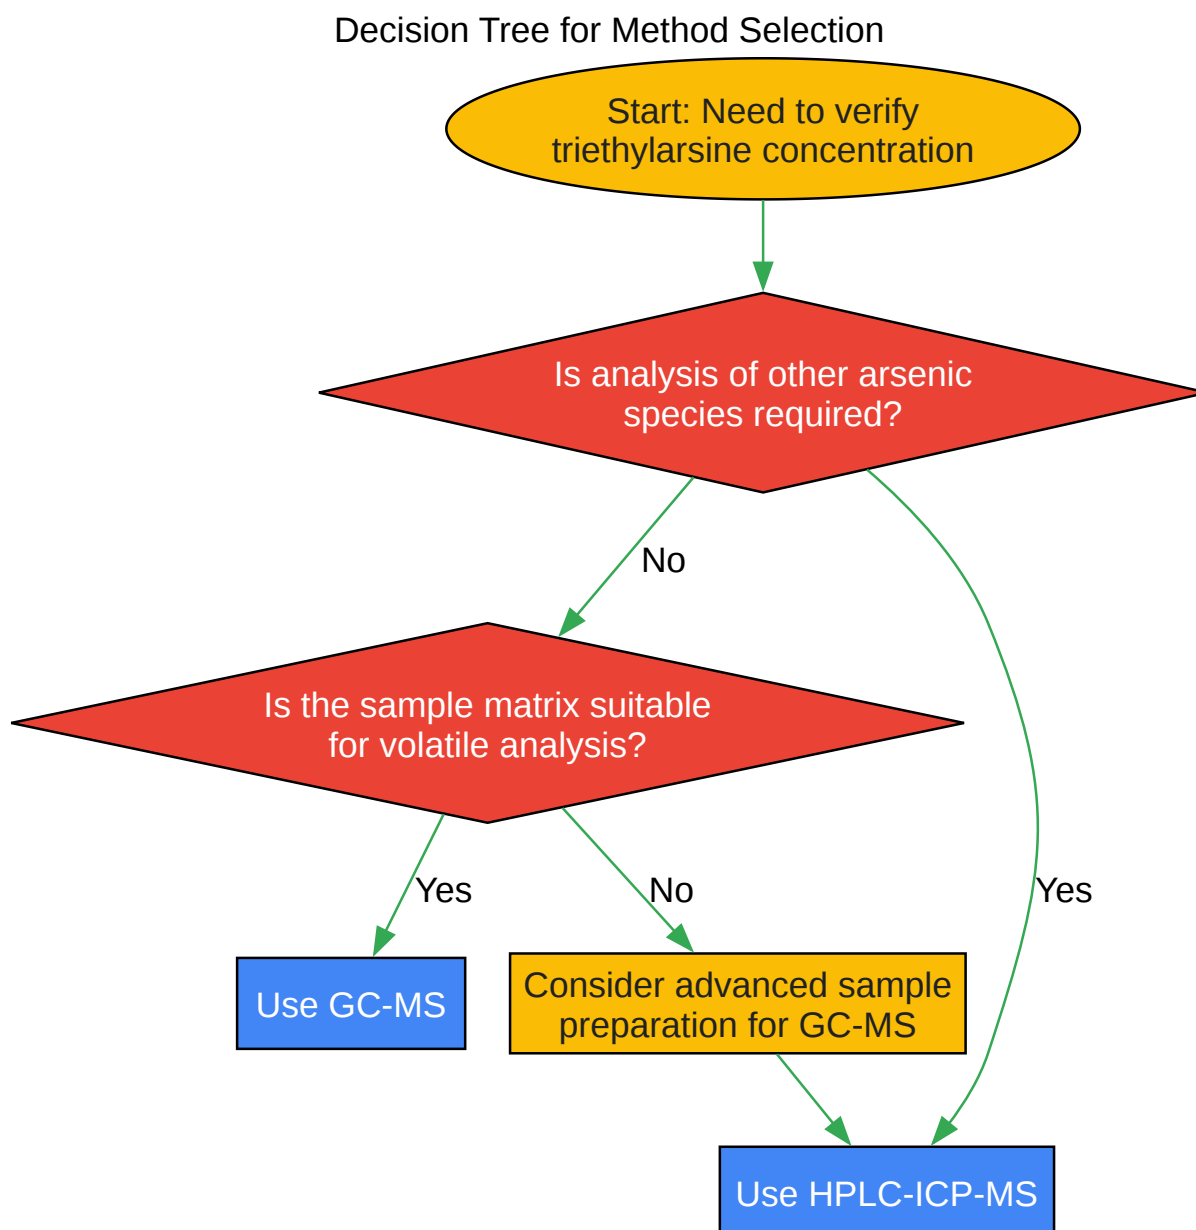 Decision Tree for Method Selection
Start: Need to verify
triethylarsine concentration
Is analysis of other arsenic
species required?
No
Is the sample matrix suitable
for volatile analysis?
Yes
No
Yes
Use GC-MS
Consider advanced sample
preparation for GC-MS
Use HPLC-ICP-MS